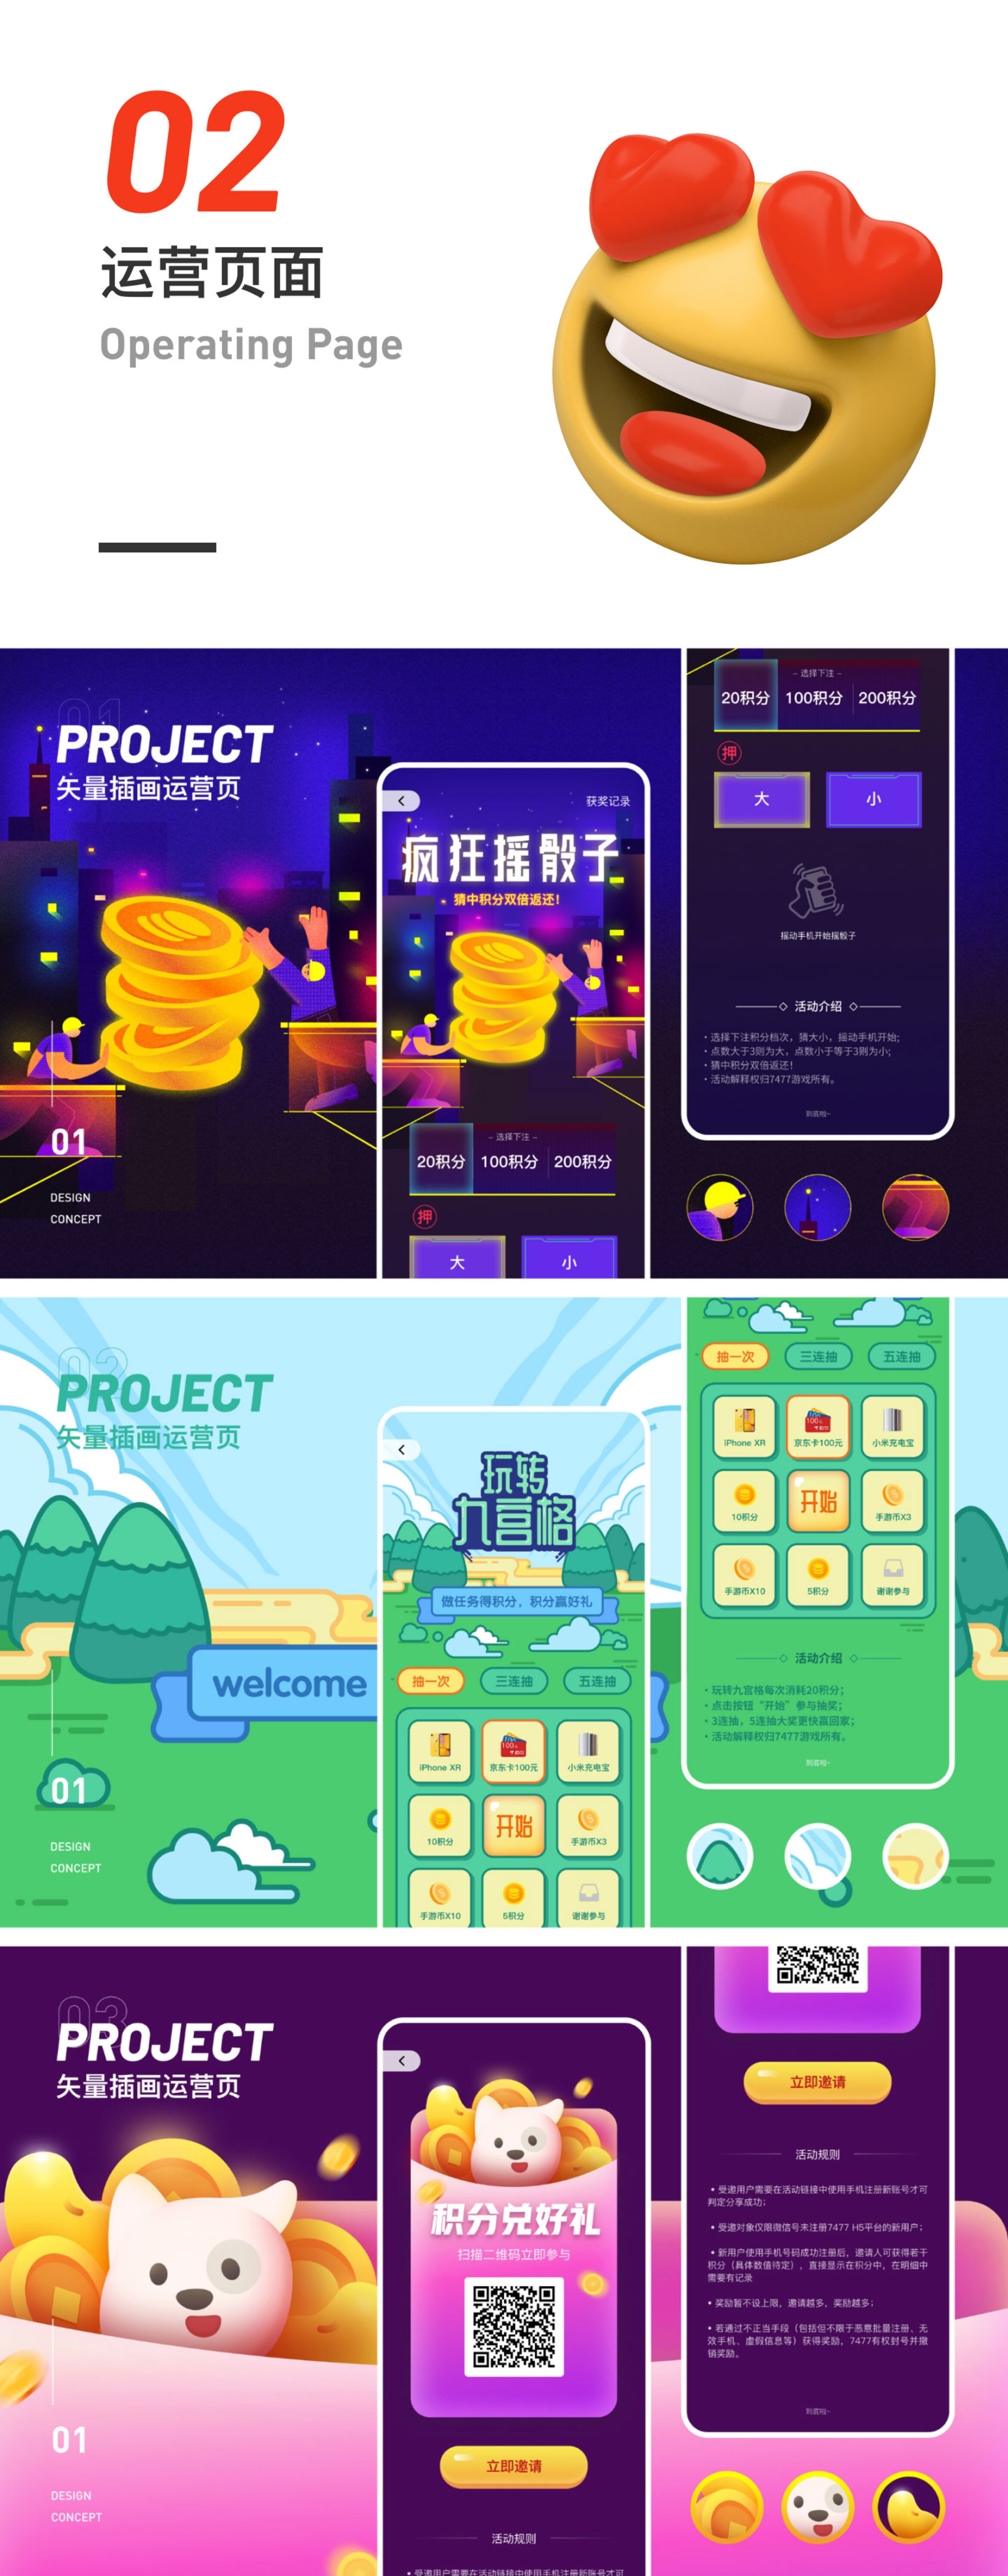 02
运营页面
Operating Page
01
PROJECT
矢量插画运营页
01
DESIGN
CONCEPT
获奖记录
疯狂摇骰子
猜中积分双倍返还!
- 选择下注 -
20积分 100积分 200积分
押
大 小
- 选择下注 -
20积分 100积分 200积分
押
大 小
摇动手机开始摇骰子
活动介绍
· 选择下注积分档次，猜大小，摇动手机开始;
· 点数大于3则为大，点数小于等于3则为小;
· 猜中积分双倍返还!
· 活动解释权归7477游戏所有。
到底啦~
02
PROJECT
矢量插画运营页
welcome
01
DESIGN
CONCEPT
玩转
九宫格
做任务得积分，积分赢好礼
抽一次 三连抽 五连抽
iPhone XR 京东卡100元 小米充电宝
10积分 开始 手游币X3
手游币X10 5积分 谢谢参与
抽一次 三连抽 五连抽
iPhone XR 京东卡100元 小米充电宝
10积分 开始 手游币X3
手游币X10 5积分 谢谢参与
活动介绍
· 玩转九宫格每次消耗20积分;
· 点击按钮“开始”参与抽奖;
· 3连抽，5连抽大奖更快赢回家;
· 活动解释权归7477游戏所有。
到底啦~
03
PROJECT
矢量插画运营页
01
DESIGN
CONCEPT
积分兑好礼
扫描二维码立即参与
立即邀请
活动规则
• 受邀用户需要在活动链接中使用手机注册新账号才可
立即邀请
活动规则
• 受邀用户需要在活动链接中使用手机注册新账号才可
判定分享成功;
• 受邀对象仅限微信号未注册7477 H5平台的新用户;
• 新用户使用手机号码成功注册后，邀请人可获得若干
积分（具体数值待定），直接显示在积分中，在明细中
需要有记录
• 奖励暂不设上限，邀请越多，奖励越多;
• 若通过不正当手段（包括但不限于恶意批量注册、无
效手机、虚假信息等）获得奖励，7477有权封号并撤
销奖励。
到底啦~